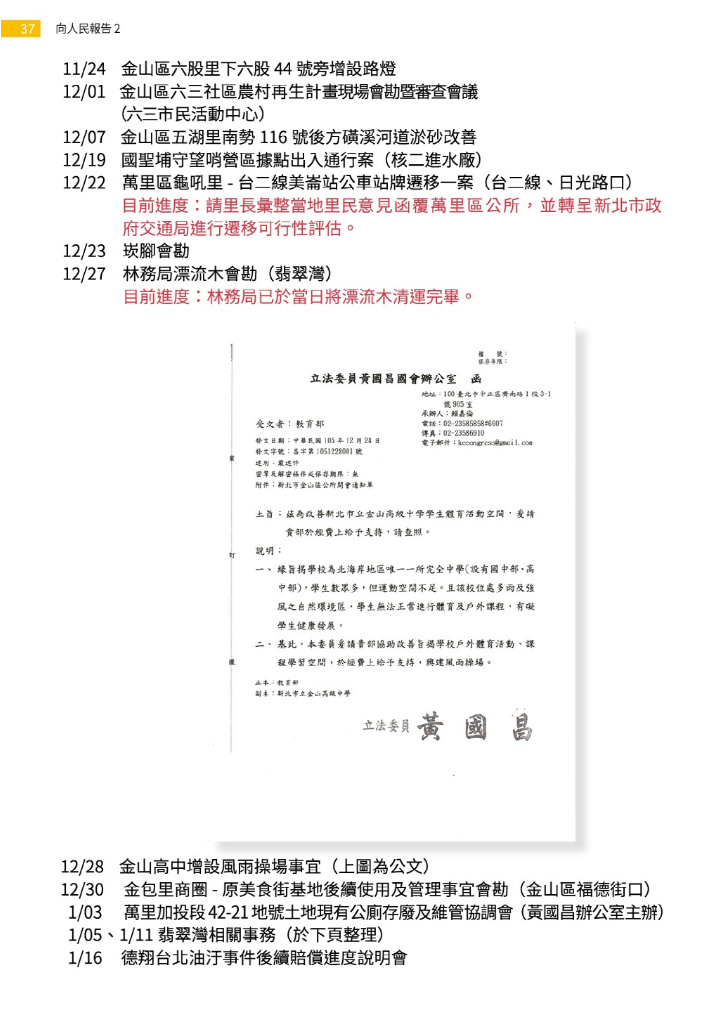 37 向人民報告 2
11/24 金山區六股里下六股 44 號旁增設路燈
12/01 金山區六三社區農村再生計畫現場會勘暨審查會議
（六三市民活動中心）
12/07 金山區五湖里南勢 116 號後方磺溪河道淤砂改善
12/19 國聖埔守望哨營區據點出入通行案（核二進水廠）
12/22 萬里區龜吼里 - 台二線美崙站公車站牌遷移一案（台二線、日光路口）
目前進度：請里長彙整當地里民意見函覆萬里區公所，並轉呈新北市政
府交通局進行遷移可行性評估。
12/23 崁腳會勘
12/27 林務局漂流木會勘（翡翠灣）
目前進度：林務局已於當日將漂流木清運完畢。
檔 號：
保存年限：
立法委員黃國昌國會辦公室 函
地址：100 臺北市中正區濟南路 1 段 3-1
號 905 室
承辦人：賴嘉倫
電話：02-23585858#6907
傳真：02-23586910
電子郵件：kccongress@gmail.com
受文者：教育部
發文日期：中華民國 105 年 12 月 28 日
發文字號：昌字第 1051228001 號
速別：最速件
密等及解密條件或保存期限：無
附件：新北市金山區公所開會通知單
裝
主旨：茲為改善新北市立金山高級中學學生體育活動空間，爰請
貴部於經費上給予支持，請查照。
說明：
訂
一、緣旨揭學校為北海岸地區唯一一所完全中學(設有國中部、高
中部)，學生數眾多，但運動空間不足。且該校位處多雨及強
風之自然環境區，學生無法正常進行體育及戶外課程，有礙
學生健康發展。
二、基此，本委員爰請貴部協助改善旨揭學校戶外體育活動、課
線
程學習空間，於經費上給予支持，興建風雨操場。
正本：教育部
副本：新北市立金山高級中學
立法委員 黃 國 昌
12/28 金山高中增設風雨操場事宜（上圖為公文）
12/30 金包里商圈 - 原美食街基地後續使用及管理事宜會勘（金山區福德街口）
1/03 萬里加投段 42-21 地號土地現有公廁存廢及維管協調會（黃國昌辦公室主辦）
1/05、1/11 翡翠灣相關事務（於下頁整理）
1/16 德翔台北油汙事件後續賠償進度說明會